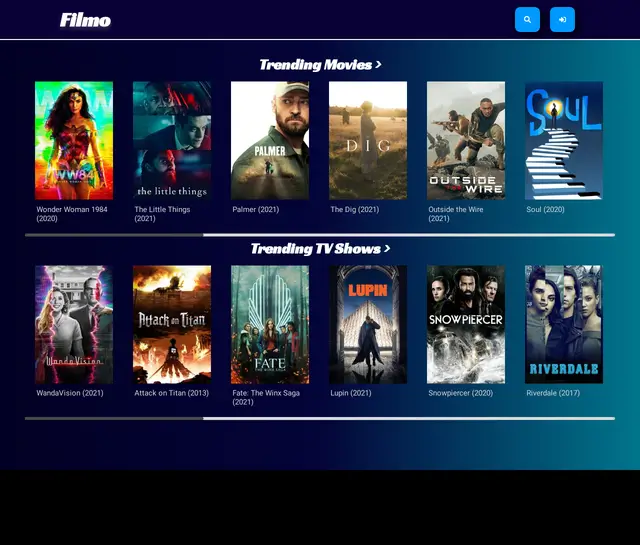 Filmo
Trending Movies >
WW84
the little things
PALMER
DIG
OUTSIDE
WIRE
SOUL
Wonder Woman 1984
(2020)
The Little Things
(2021)
Palmer (2021)
The Dig (2021)
Outside the Wire
(2021)
Soul (2020)
Trending TV Shows >
WandaVision
Attack on Titan
FATE
LUPIN
SNOWPIERCER
RIVERDALE
WandaVision (2021)
Attack on Titan (2013)
Fate: The Winx Saga
(2021)
Lupin (2021)
Snowpiercer (2020)
Riverdale (2017)